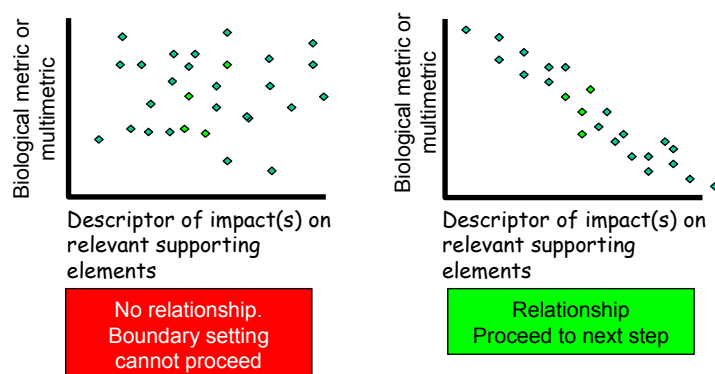 Biological metric or
multimetric
Descriptor of impact(s) on
relevant supporting
elements
No relationship.
Boundary setting
cannot proceed
Biological metric or
multimetric
Descriptor of impact(s) on
relevant supporting
elements
Relationship
Proceed to next step